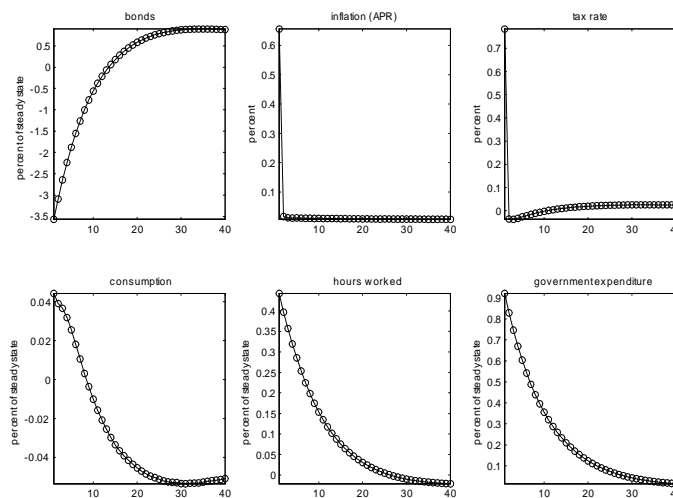 bonds
inflation (APR)
tax rate
percent of steady state
0.5
0
-0.5
-1
-1.5
-2
-2.5
-3
-3.5
10 20 30 40
percent
0.6
0.5
0.4
0.3
0.2
0.1
10 20 30 40
percent
0.7
0.6
0.5
0.4
0.3
0.2
0.1
0
10 20 30 40
consumption
hours worked
government expenditure
percent of steady state
0.04
0.02
0
-0.02
-0.04
10 20 30 40
percent of steady state
0.4
0.35
0.3
0.25
0.2
0.15
0.1
0.05
0
10 20 30 40
percent of steady state
0.9
0.8
0.7
0.6
0.5
0.4
0.3
0.2
0.1
10 20 30 40